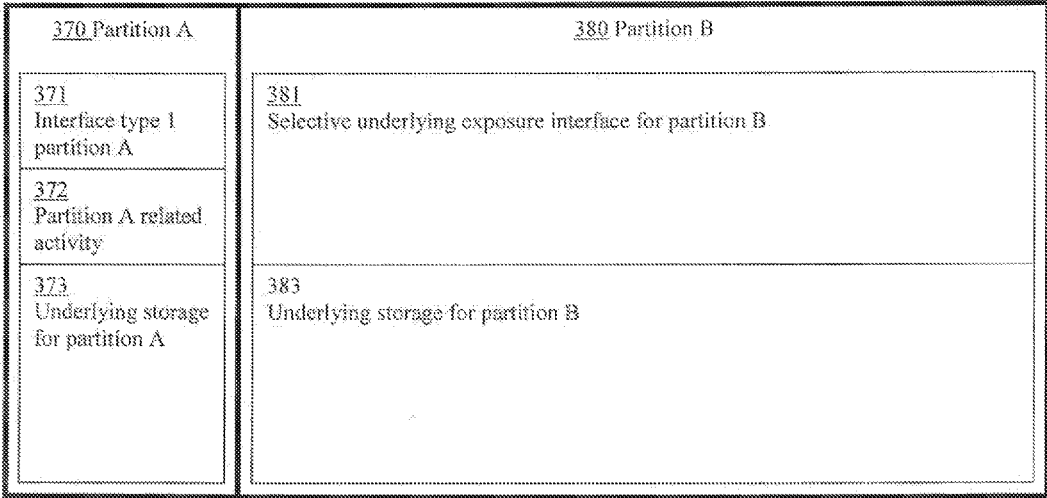 370 Partition A
380 Partition B
371
Interface type 1
partition A
372
Partition A related
activity
373
Underlying storage
for partition A
381
Selective underlying exposure interface for partition B
383
Underlying storage for partition B